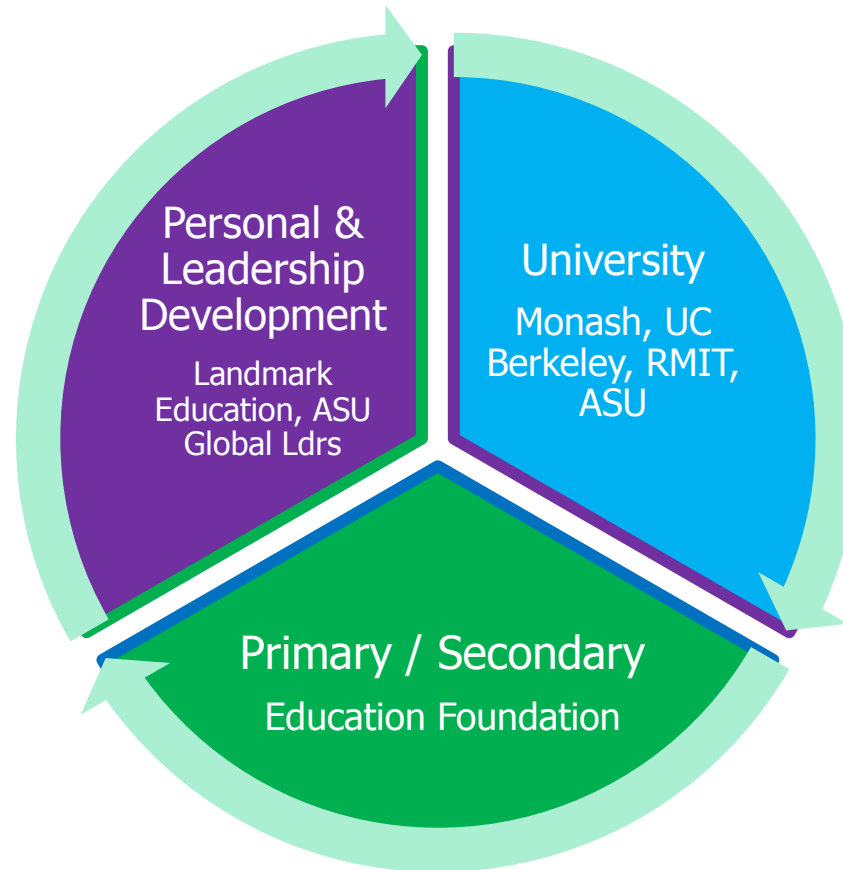 Personal &
Leadership
Development
Landmark
Education, ASU
Global Ldrs
University
Monash, UC
Berkeley, RMIT,
ASU
Primary / Secondary
Education Foundation